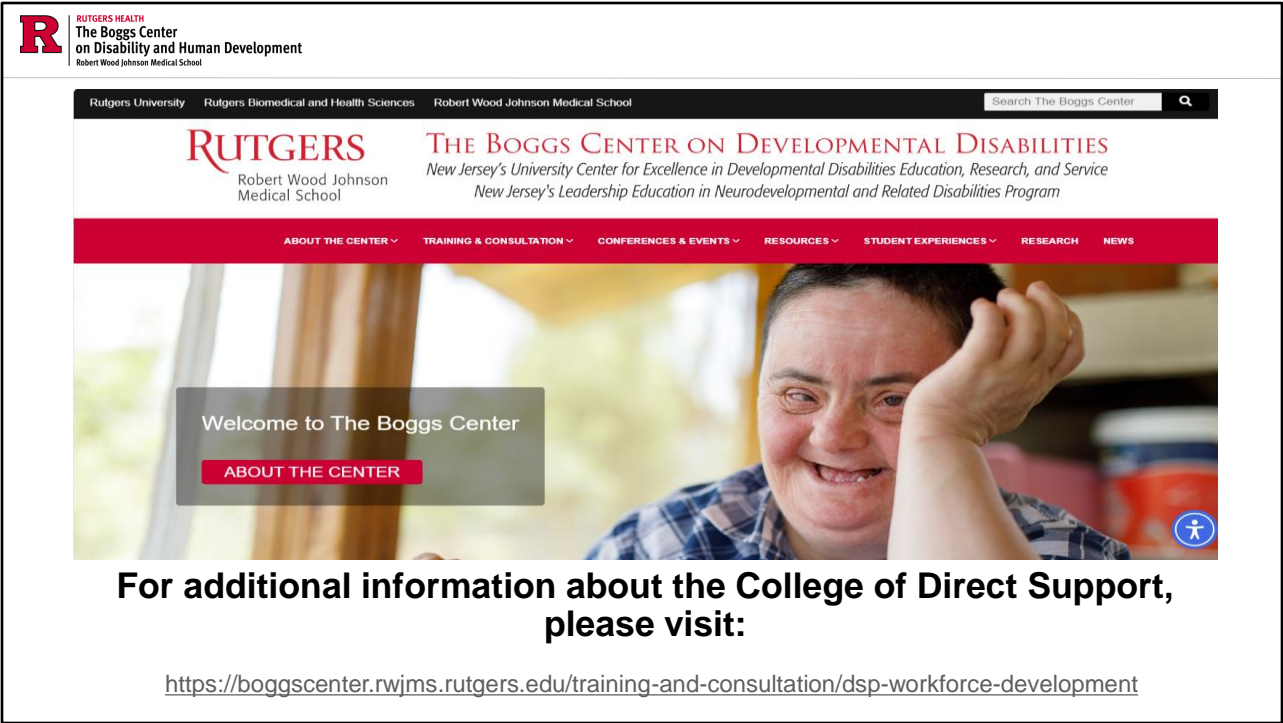 RUTGERS HEALTH
The Boggs Center
on Disability and Human Development
Robert Wood Johnson Medical School
Rutgers University Rutgers Biomedical and Health Sciences Robert Wood Johnson Medical School Search The Boggs Center
RUTGERS
Robert Wood Johnson
Medical School
THE BOGGS CENTER ON DEVELOPMENTAL DISABILITIES
New Jersey's University Center for Excellence in Developmental Disabilities Education, Research, and Service
New Jersey's Leadership Education in Neurodevelopmental and Related Disabilities Program
ABOUT THE CENTER TRAINING & CONSULTATION CONFERENCES & EVENTS RESOURCES STUDENT EXPERIENCES RESEARCH NEWS
Welcome to The Boggs Center
ABOUT THE CENTER
For additional information about the College of Direct Support,
please visit:
https://boggscenter.rwjms.rutgers.edu/training-and-consultation/dsp-workforce-development